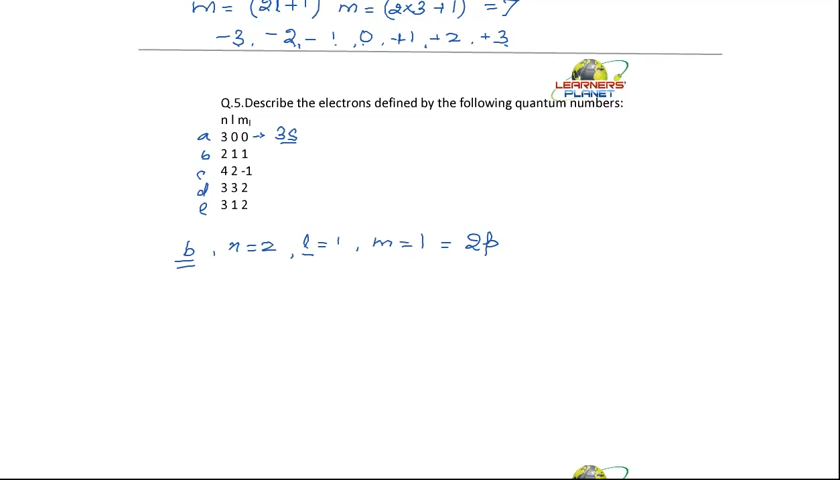 m = (2l+1) m = (2x3+1) = 7
-3, -2, -1, 0, +1, +2, +3
LEARNERS'
PLANET
Q.5.Describe the electrons defined by the following quantum numbers:
n l mₗ
a 3 0 0 → 3s
b 2 1 1
c 4 2 -1
d 3 3 2
e 3 1 2
b, n=2, l=1, m=1 = 2p